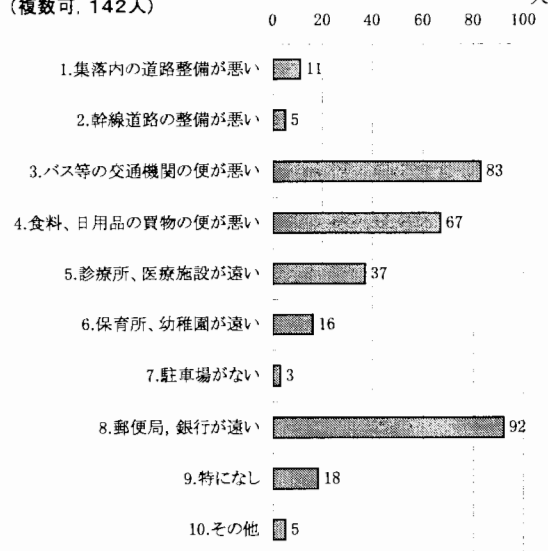 （複数可, 142人）
0 20 40 60 80 100
1.集落内の道路整備が悪い 11
2.幹線道路の整備が悪い 5
3.バス等の交通機関の便が悪い 83
4.食料、日用品の買物の便が悪い 67
5.診療所、医療施設が遠い 37
6.保育所、幼稚園が遠い 16
7.駐車場がない 3
8.郵便局, 銀行が遠い 92
9.特になし 18
10.その他 5